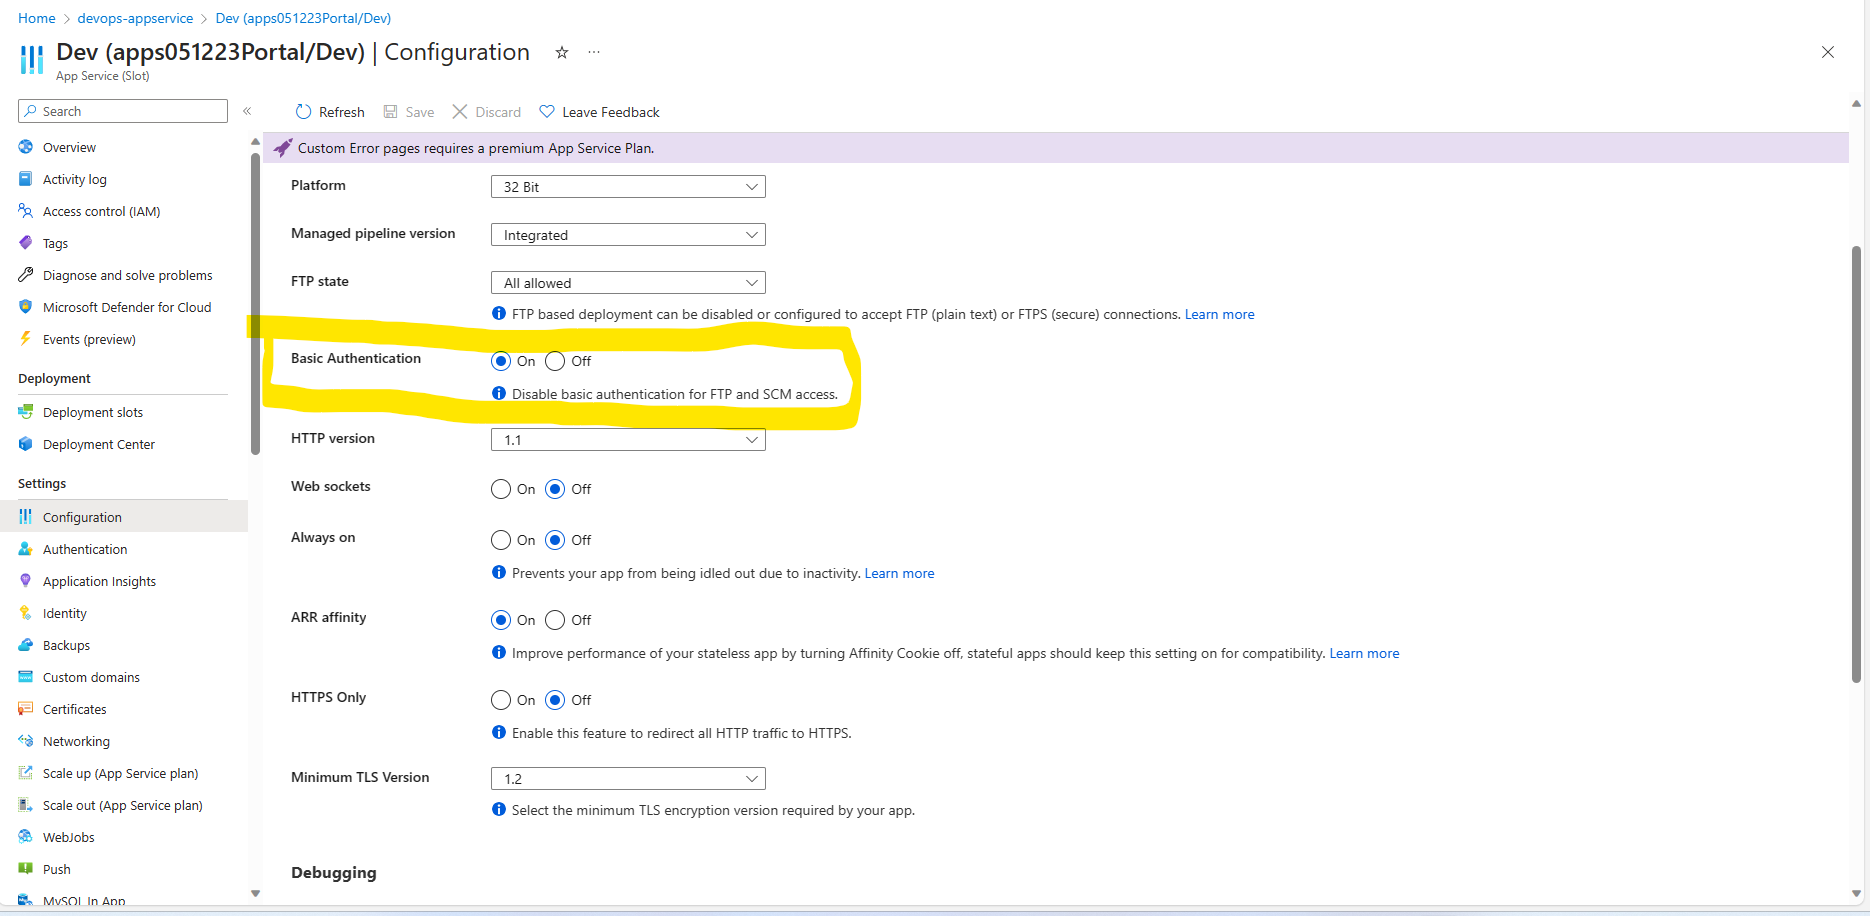 Home > devops-appservice > Dev (apps051223Portal/Dev)
Dev (apps051223Portal/Dev) | Configuration
App Service (Slot)
Search
Refresh Save Discard Leave Feedback
Custom Error pages requires a premium App Service Plan.
Overview
Activity log
Access control (IAM)
Tags
Diagnose and solve problems
Microsoft Defender for Cloud
Events (preview)
Deployment
Deployment slots
Deployment Center
Settings
Configuration
Authentication
Application Insights
Identity
Backups
Custom domains
Certificates
Networking
Scale up (App Service plan)
Scale out (App Service plan)
WebJobs
Push
MySQL In App
Platform 32 Bit
Managed pipeline version Integrated
FTP state All allowed
FTP based deployment can be disabled or configured to accept FTP (plain text) or FTPS (secure) connections. Learn more
Basic Authentication On Off
Disable basic authentication for FTP and SCM access.
HTTP version 1.1
Web sockets On Off
Always on On Off
Prevents your app from being idled out due to inactivity. Learn more
ARR affinity On Off
Improve performance of your stateless app by turning Affinity Cookie off, stateful apps should keep this setting on for compatibility. Learn more
HTTPS Only On Off
Enable this feature to redirect all HTTP traffic to HTTPS.
Minimum TLS Version 1.2
Select the minimum TLS encryption version required by your app.
Debugging